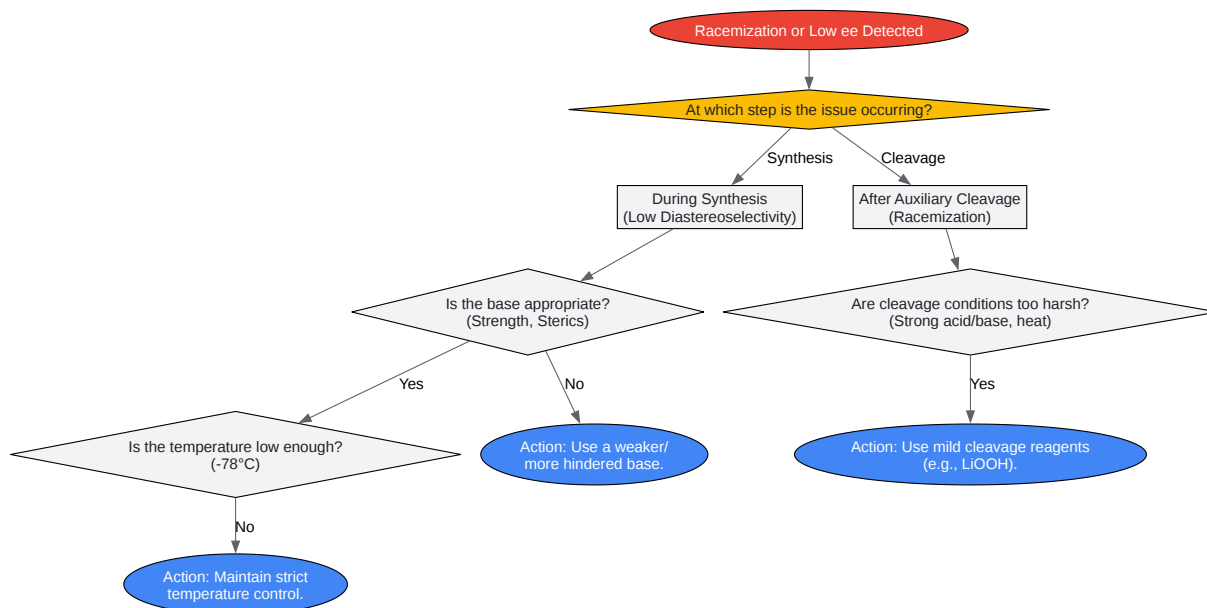 Racemization or Low ee Detected
At which step is the issue occurring?
Synthesis
Cleavage
During Synthesis
(Low Diastereoselectivity)
After Auxiliary Cleavage
(Racemization)
Is the base appropriate?
(Strength, Sterics)
Are cleavage conditions too harsh?
(Strong acid/base, heat)
Yes
No
Yes
Is the temperature low enough?
(-78°C)
Action: Use a weaker/
more hindered base.
Action: Use mild cleavage reagents
(e.g., LiOOH).
No
Action: Maintain strict
temperature control.